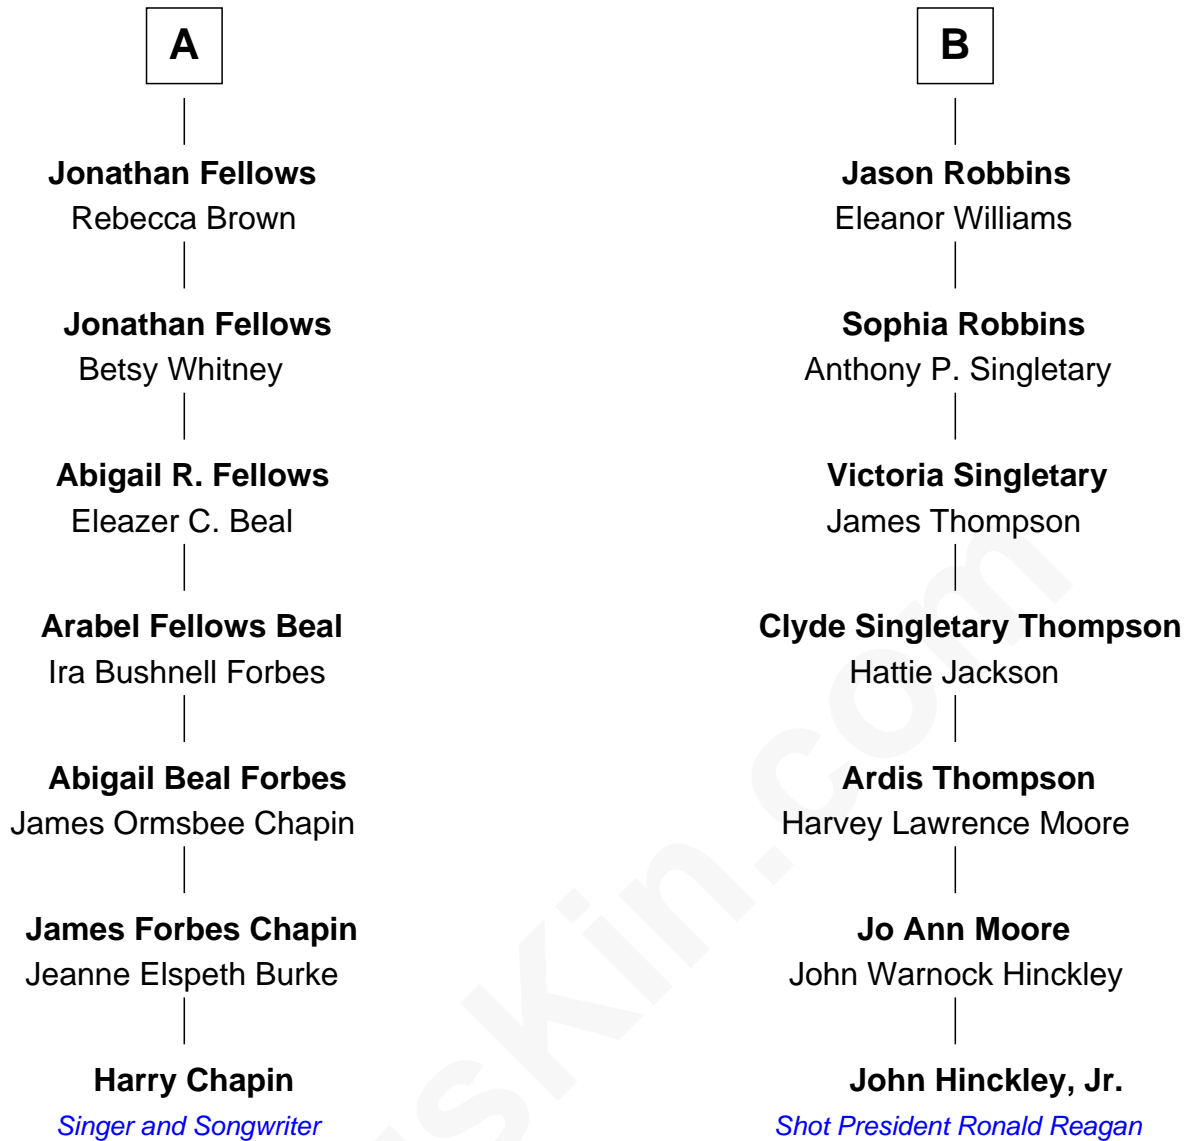 A
Jonathan Fellows
Rebecca Brown
Jonathan Fellows
Betsy Whitney
Abigail R. Fellows
Eleazer C. Beal
Arabel Fellows Beal
Ira Bushnell Forbes
Abigail Beal Forbes
James Ormsbee Chapin
James Forbes Chapin
Jeanne Elspeth Burke
Harry Chapin
Singer and Songwriter
B
Jason Robbins
Eleanor Williams
Sophia Robbins
Anthony P. Singletary
Victoria Singletary
James Thompson
Clyde Singletary Thompson
Hattie Jackson
Ardis Thompson
Harvey Lawrence Moore
Jo Ann Moore
John Warnock Hinckley
John Hinckley, Jr.
Shot President Ronald Reagan
sKin.com